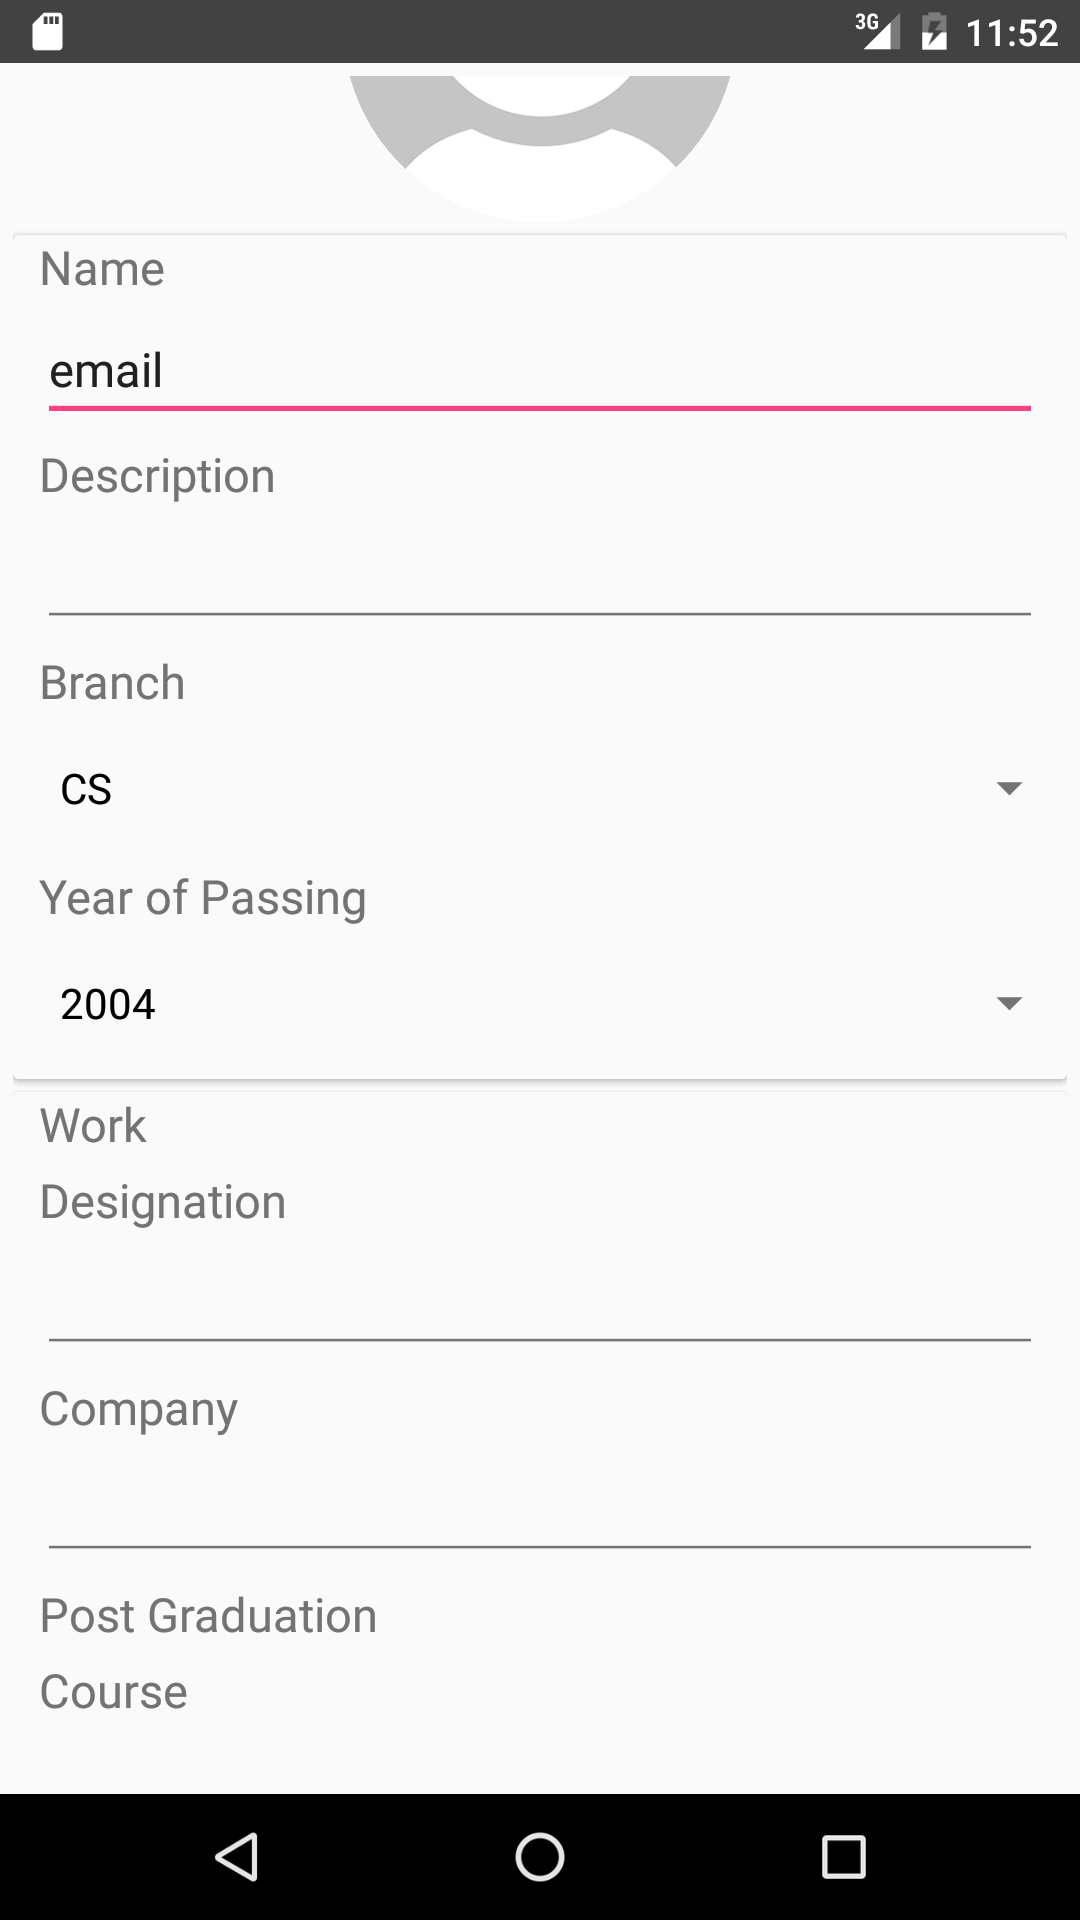 3G 11:52
Name
email
Description
Branch
CS
Year of Passing
2004
Work
Designation
Company
Post Graduation
Course